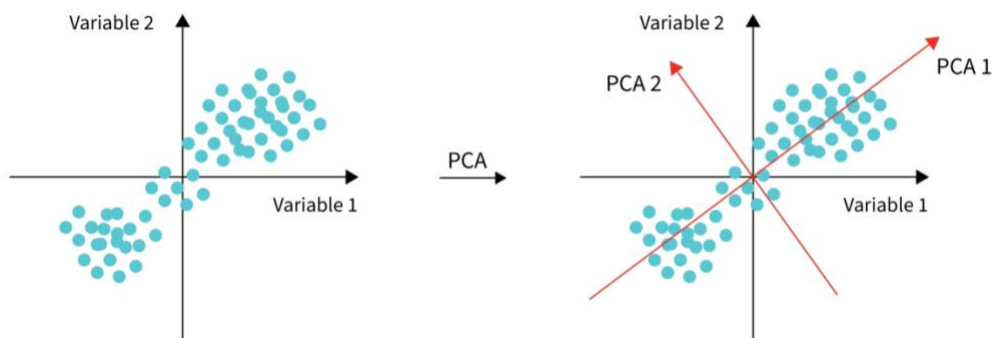 Variable 2
Variable 1
PCA
Variable 2
PCA 1
PCA 2
Variable 1